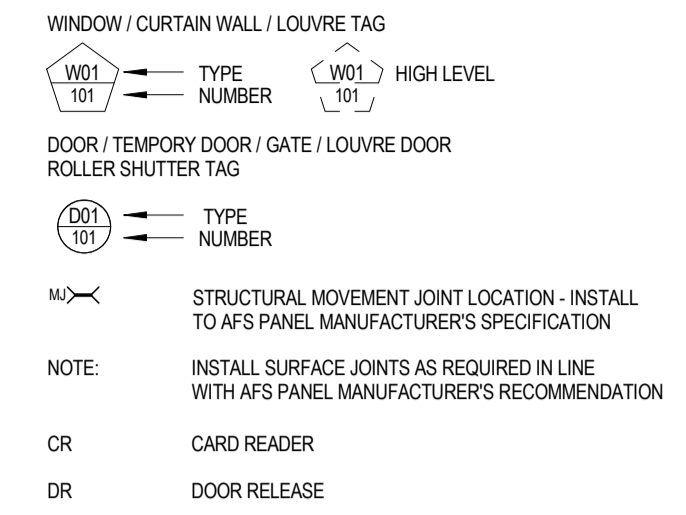 WINDOW / CURTAIN WALL / LOUVRE TAG
W01 TYPE W01 HIGH LEVEL
101 NUMBER 101
DOOR / TEMPORY DOOR / GATE / LOUVRE DOOR
ROLLER SHUTTER TAG
D01 TYPE
101 NUMBER
MJ STRUCTURAL MOVEMENT JOINT LOCATION - INSTALL
TO AFS PANEL MANUFACTURER'S SPECIFICATION
NOTE: INSTALL SURFACE JOINTS AS REQUIRED IN LINE
WITH AFS PANEL MANUFACTURER'S RECOMMENDATION
CR CARD READER
DR DOOR RELEASE